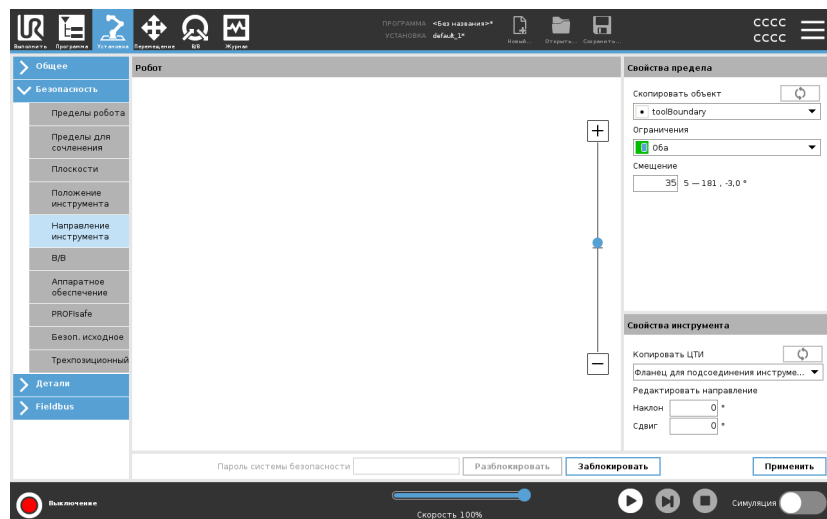 UR
ПРОГРАММА <Без названия>*
УСТАНОВКА default_1*
CCCC
CCCC
Выполнить Программа Установка Перемещение В/В Журнал
Новый... Открыть... Сохранить...
Общее
Безопасность
Пределы робота
Пределы для
сочленения
Плоскости
Положение
инструмента
Направление
инструмента
В/В
Аппаратное
обеспечение
PROFIsafe
Безоп. исходное
Трехпозиционный
Детали
Fieldbus
Робот
Свойства предела
Скопировать объект
toolBoundary
Ограничения
Оба
Смещение
35 5 — 181 , -3,0 °
Свойства инструмента
Копировать ЦТИ
Фланец для подсоединения инструме...
Редактировать направление
Наклон 0 °
Сдвиг 0 °
Пароль системы безопасности Разблокировать Заблокировать Применить
Выключение
Скорость 100%
Симуляция